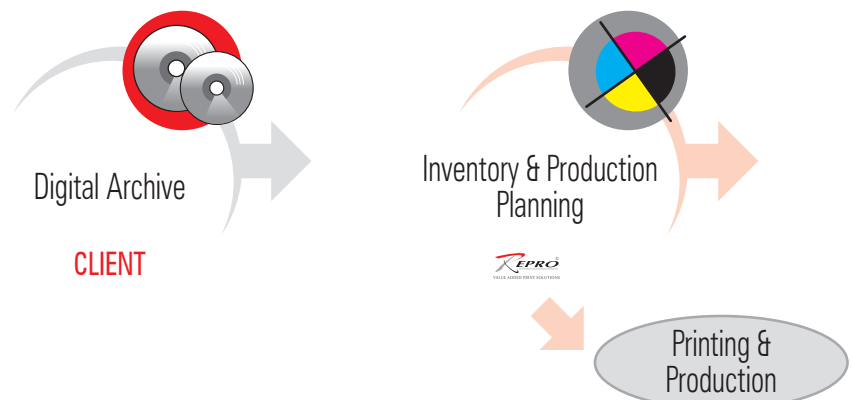 Digital Archive
CLIENT
Inventory & Production
Planning
REPRO
VALUE ADDED PRINT SOLUTIONS
Printing &
Production